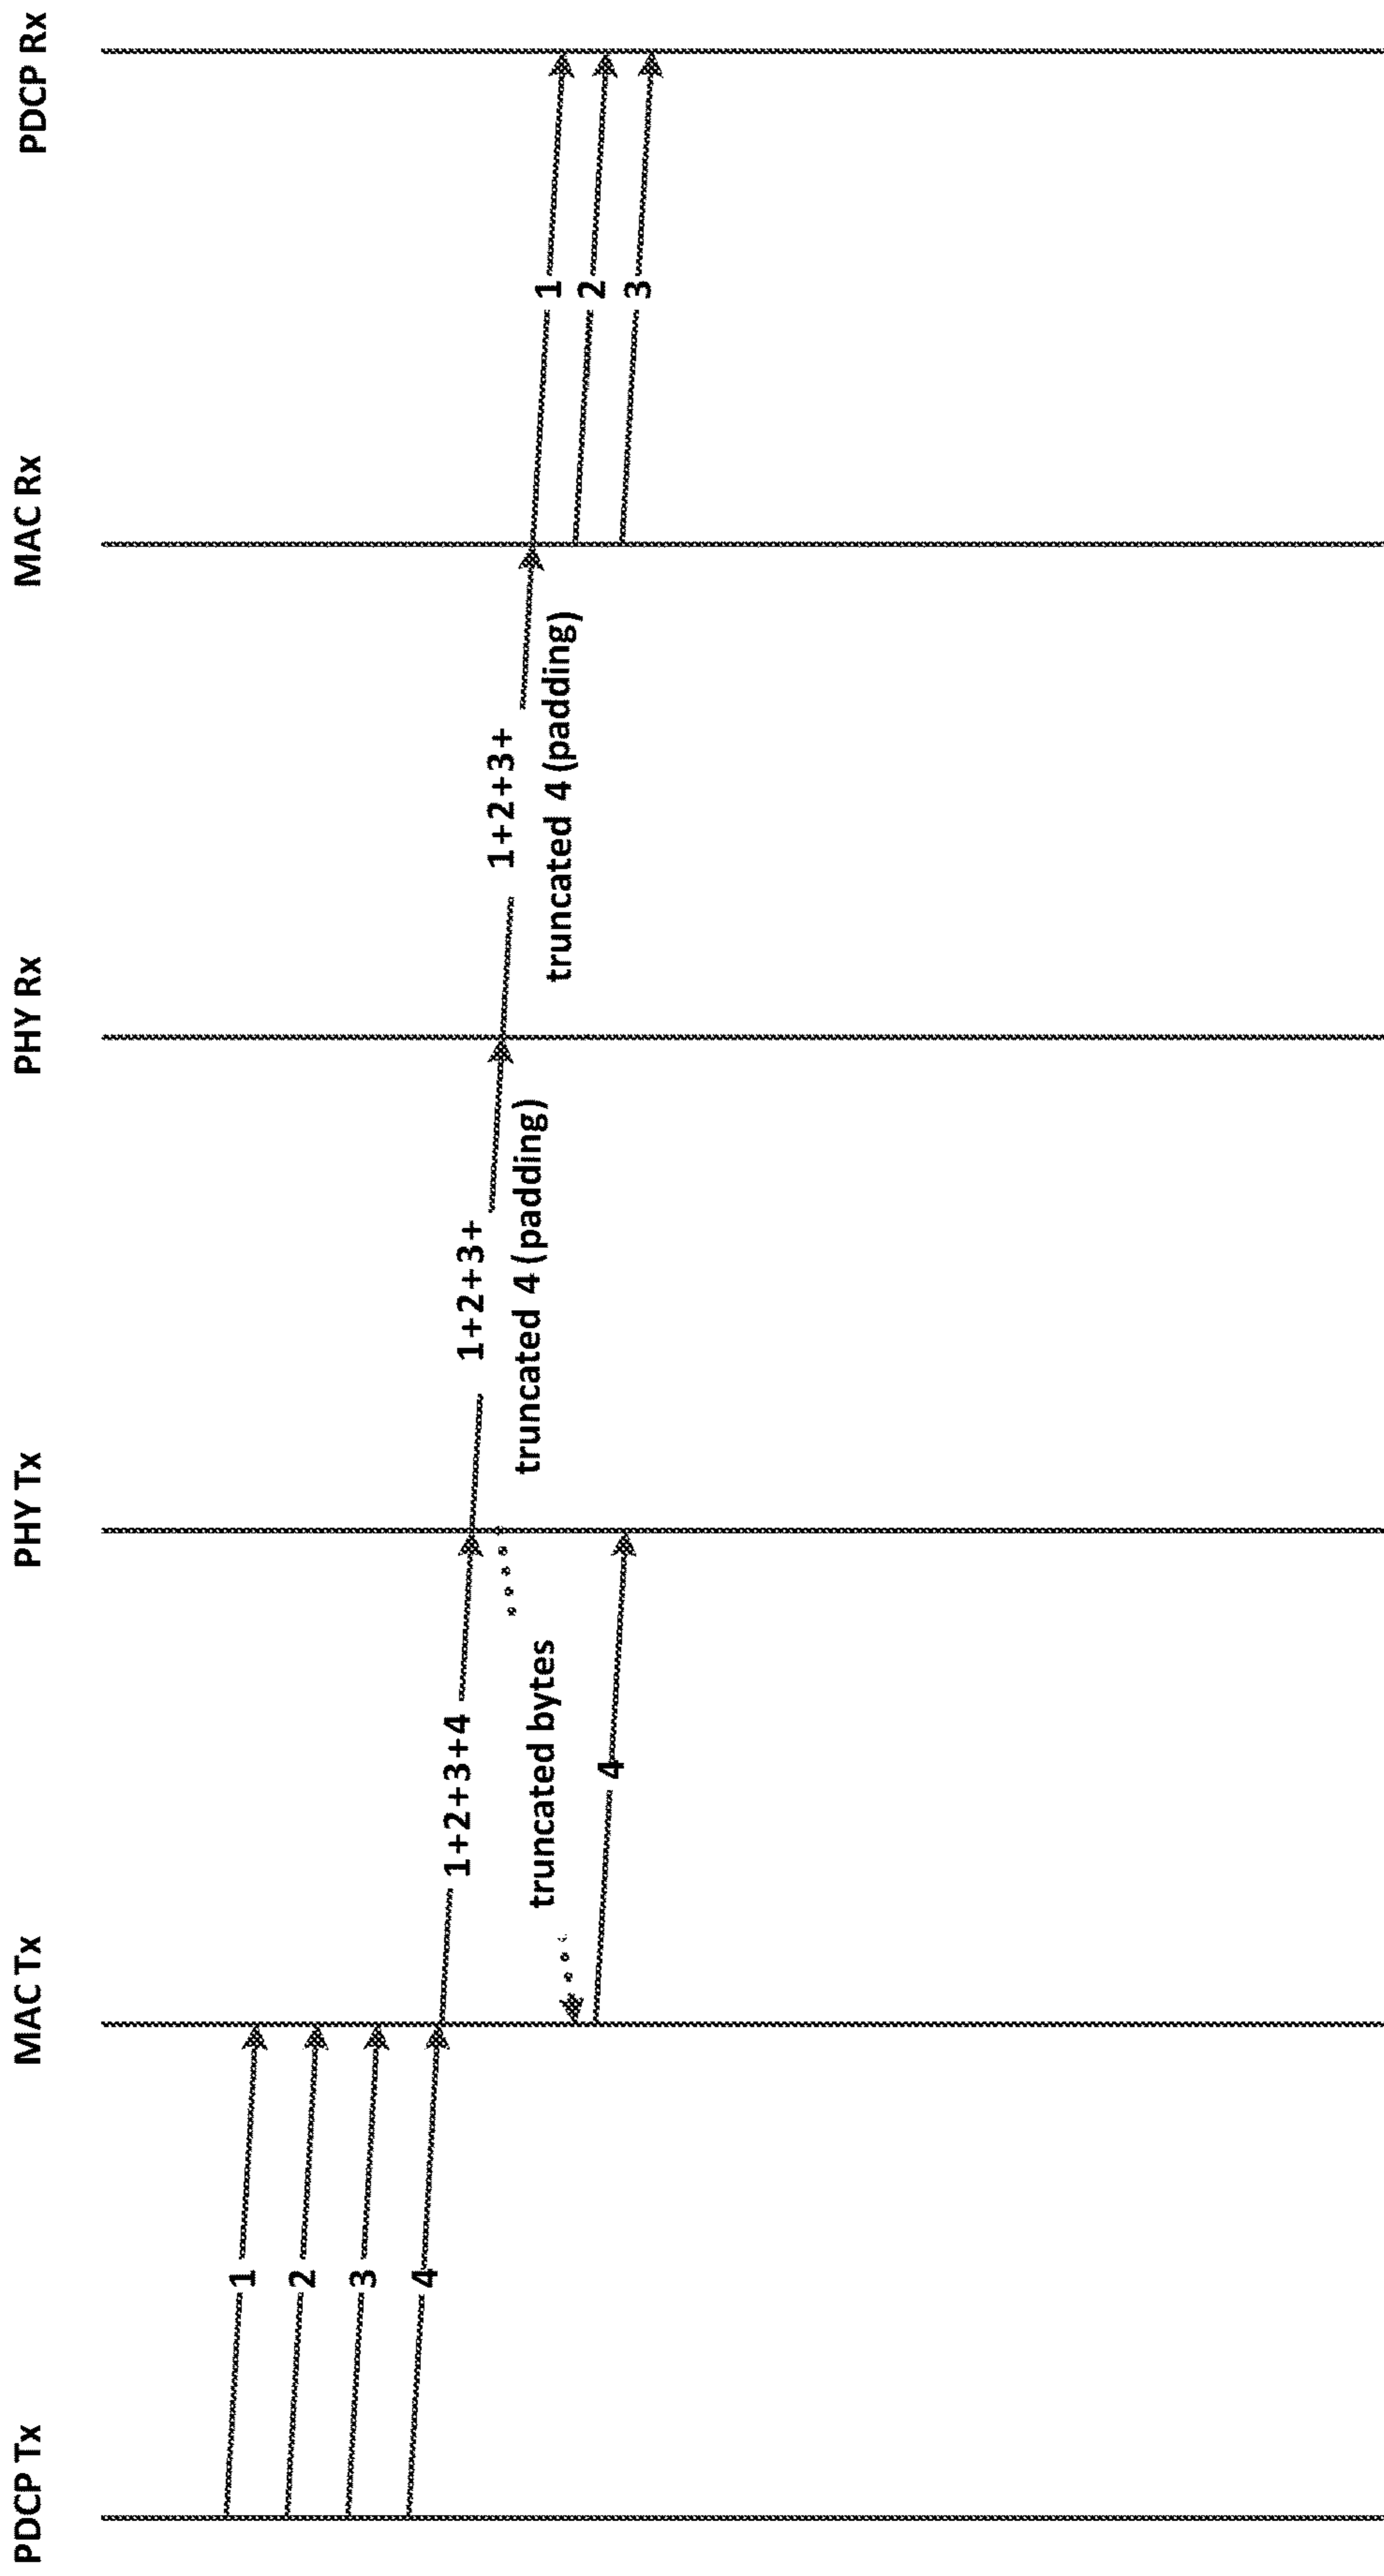 PDCP Tx
MAC Tx
PHY Tx
PHY Rx
MAC Rx
PDCP Rx
1
2
3
4
1+2+3+4
truncated bytes
4
1+2+3+
truncated 4 (padding)
1+2+3+
truncated 4 (padding)
1
2
3